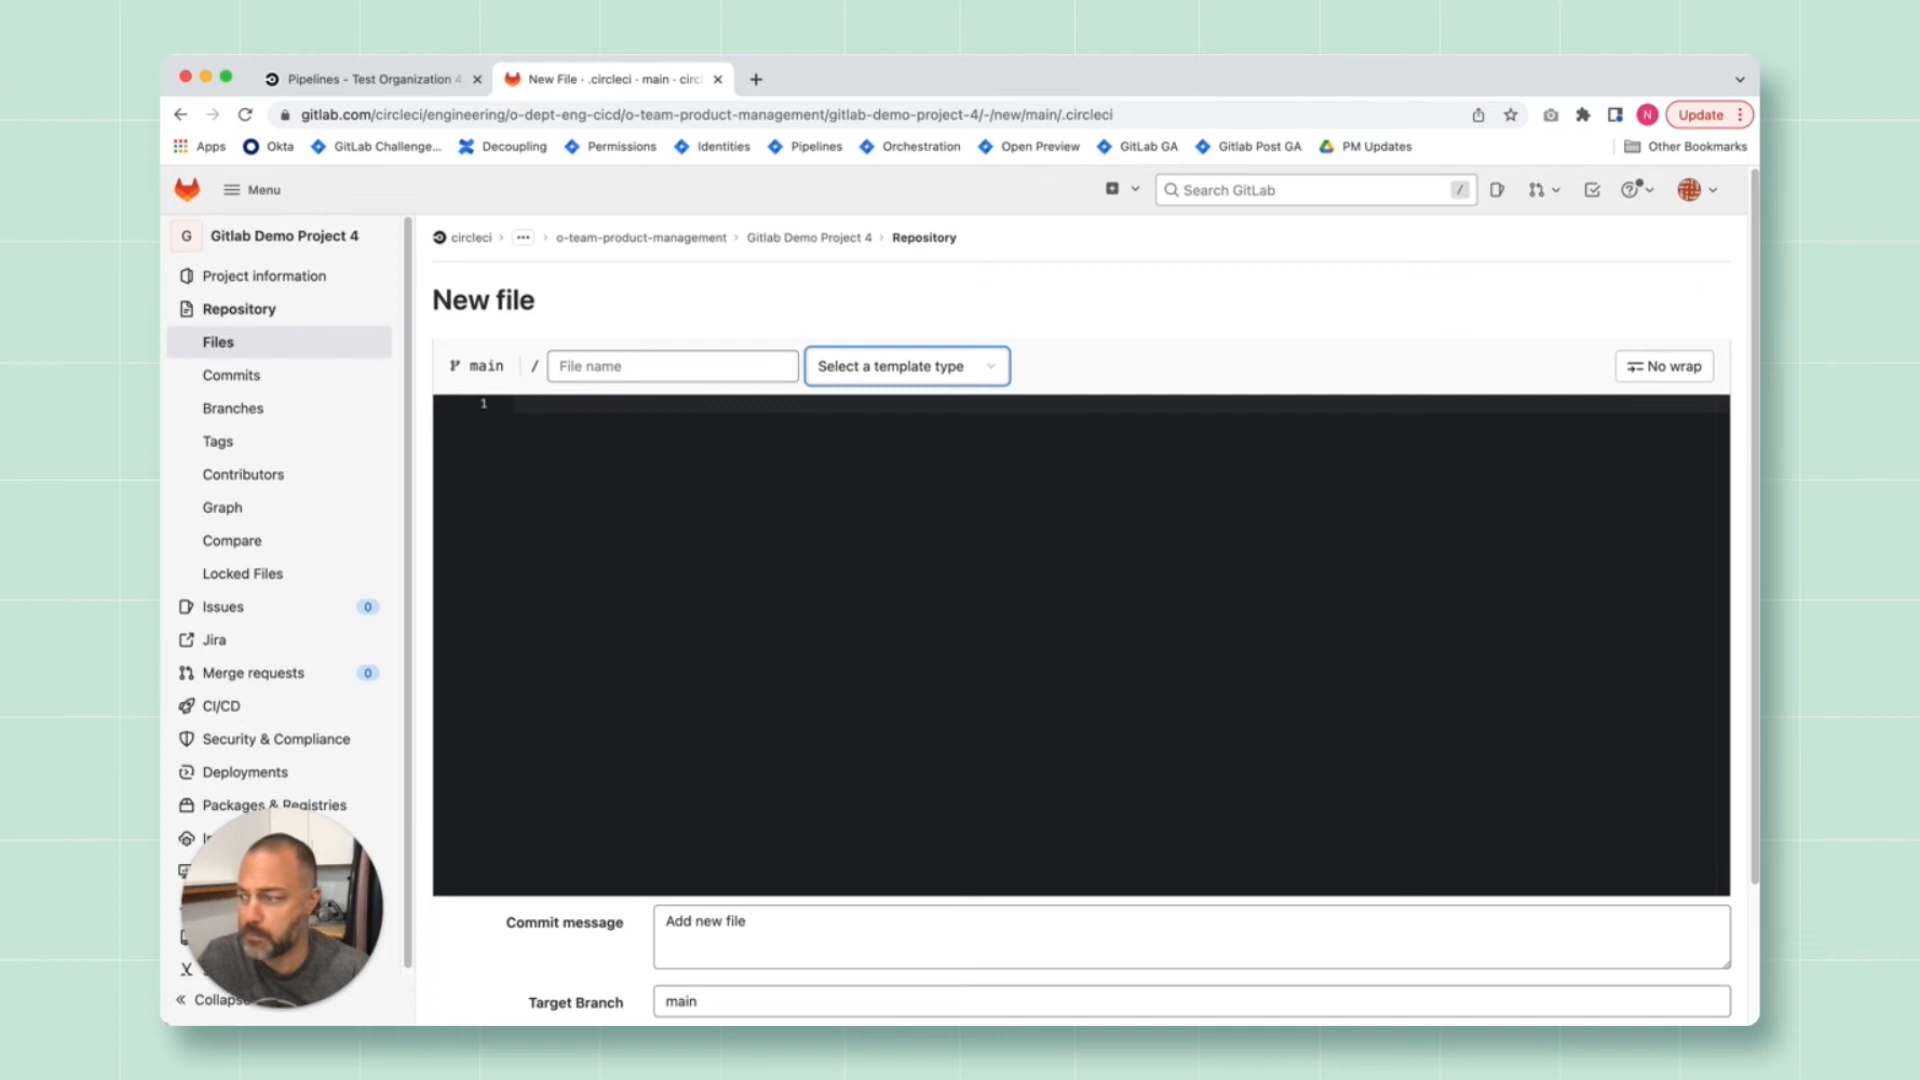 Pipelines - Test Organization 4
New File · .circleci · main · circ
gitlab.com/circleci/engineering/o-dept-eng-cicd/o-team-product-management/gitlab-demo-project-4/-/new/main/.circleci
N
Update
Apps
Okta
GitLab Challenge...
Decoupling
Permissions
Identities
Pipelines
Orchestration
Open Preview
GitLab GA
Gitlab Post GA
PM Updates
Other Bookmarks
Menu
Search GitLab
/
G Gitlab Demo Project 4
Project information
Repository
Files
Commits
Branches
Tags
Contributors
Graph
Compare
Locked Files
Issues 0
Jira
Merge requests 0
CI/CD
Security & Compliance
Deployments
Packages & Registries
Collaps
circleci › ··· › o-team-product-management › Gitlab Demo Project 4 › Repository
New file
main / File name
Select a template type
No wrap
1
Commit message
Add new file
Target Branch
main